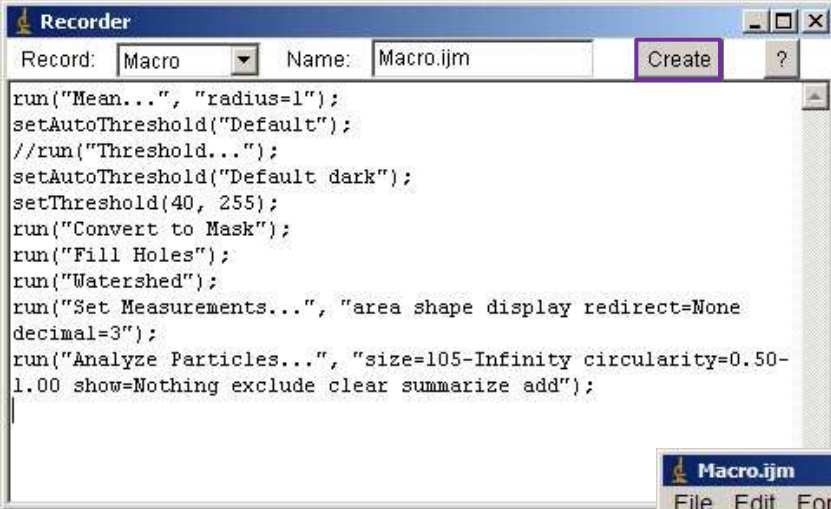 Recorder
Record: Macro Name: Macro.ijm Create ?
run("Mean...", "radius=1");
setAutoThreshold("Default");
//run("Threshold...");
setAutoThreshold("Default dark");
setThreshold(40, 255);
run("Convert to Mask");
run("Fill Holes");
run("Watershed");
run("Set Measurements...", "area shape display redirect=None
decimal=3");
run("Analyze Particles...", "size=105-Infinity circularity=0.50-
1.00 show=Nothing exclude clear summarize add");
Macro.ijm
File Edit For